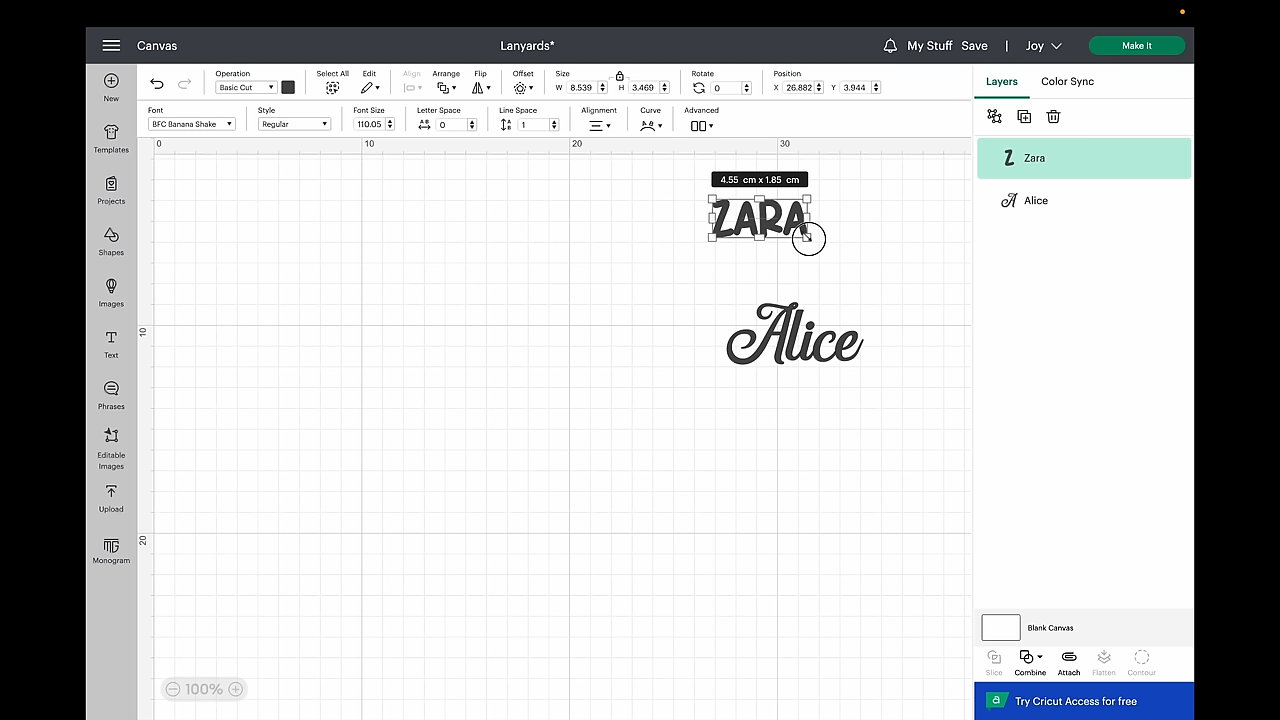 Canvas
Lanyards*
My Stuff Save | Joy
Make It
Operation
Select All
Edit
Align
Arrange
Flip
Offset
Size
Rotate
Position
Basic Cut
W 8.539
H 3.469
0
X 26.882
Y 3.944
Font
Style
Font Size
Letter Space
Line Space
Alignment
Curve
Advanced
BFC Banana Shake
Regular
110.05
0
1
New
Templates
Projects
Shapes
Images
Text
Phrases
Editable
Images
Upload
Monogram
0
10
20
30
10
20
4.55 cm x 1.85 cm
ZARA
Alice
100%
Layers
Color Sync
Z Zara
A Alice
Blank Canvas
Slice
Combine
Attach
Flatten
Contour
Try Cricut Access for free